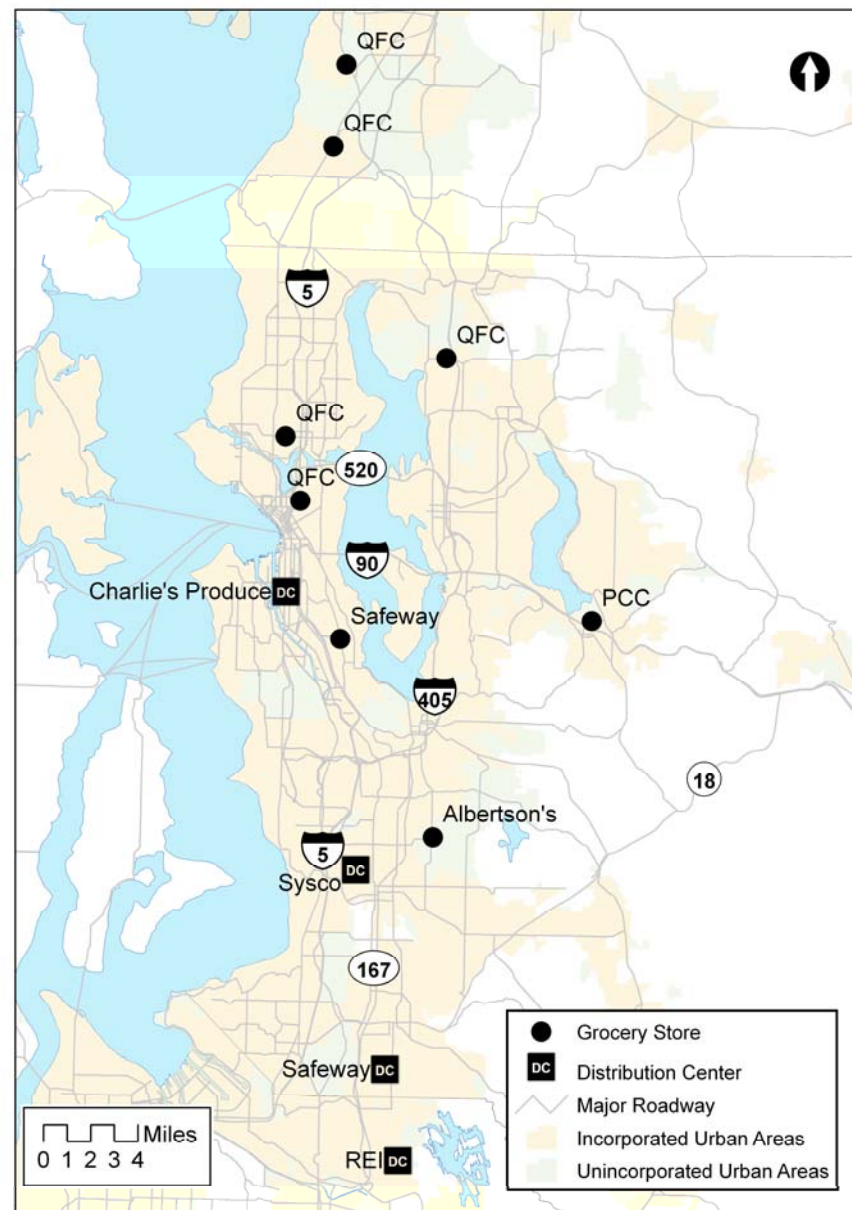 QFC
QFC
5
QFC
QFC
520
QFC
90
Charlie's Produce DC
Safeway
PCC
405
18
Albertson's
5
Sysco DC
167
Safeway DC
REI DC
Grocery Store
DC Distribution Center
Major Roadway
Incorporated Urban Areas
Unincorporated Urban Areas
Miles
0 1 2 3 4